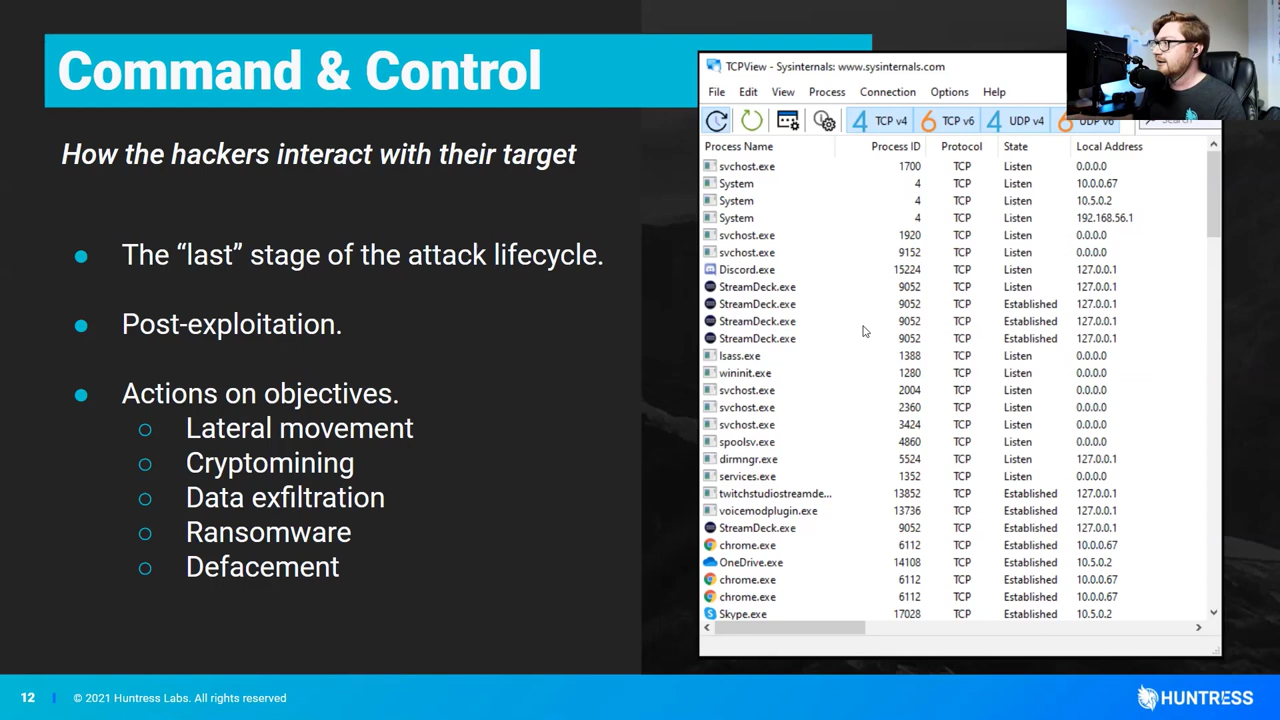 Command & Control
How the hackers interact with their target
● The “last” stage of the attack lifecycle.
● Post-exploitation.
● Actions on objectives.
○ Lateral movement
○ Cryptomining
○ Data exfiltration
○ Ransomware
○ Defacement
TCPView - Sysinternals: www.sysinternals.com
File Edit View Process Connection Options Help
4 TCP v4 6 TCP v6 4 UDP v4 6 UDP v6 Search
Process Name Process ID Protocol State Local Address
svchost.exe 1700 TCP Listen 0.0.0.0
System 4 TCP Listen 10.0.0.67
System 4 TCP Listen 10.5.0.2
System 4 TCP Listen 192.168.56.1
svchost.exe 1920 TCP Listen 0.0.0.0
svchost.exe 9152 TCP Listen 0.0.0.0
Discord.exe 15224 TCP Listen 127.0.0.1
StreamDeck.exe 9052 TCP Listen 127.0.0.1
StreamDeck.exe 9052 TCP Established 127.0.0.1
StreamDeck.exe 9052 TCP Established 127.0.0.1
StreamDeck.exe 9052 TCP Established 127.0.0.1
lsass.exe 1388 TCP Listen 0.0.0.0
wininit.exe 1280 TCP Listen 0.0.0.0
svchost.exe 2004 TCP Listen 0.0.0.0
svchost.exe 2360 TCP Listen 0.0.0.0
svchost.exe 3424 TCP Listen 0.0.0.0
spoolsv.exe 4860 TCP Listen 0.0.0.0
dirmngr.exe 5524 TCP Listen 127.0.0.1
services.exe 1352 TCP Listen 0.0.0.0
twitchstudiostreamde... 13852 TCP Established 127.0.0.1
voicemodplugin.exe 13736 TCP Established 127.0.0.1
StreamDeck.exe 9052 TCP Established 127.0.0.1
chrome.exe 6112 TCP Established 10.0.0.67
OneDrive.exe 14108 TCP Established 10.5.0.2
chrome.exe 6112 TCP Established 10.0.0.67
chrome.exe 6112 TCP Established 10.0.0.67
Skype.exe 17028 TCP Established 10.5.0.2
12 | © 2021 Huntress Labs. All rights reserved
HUNTRESS